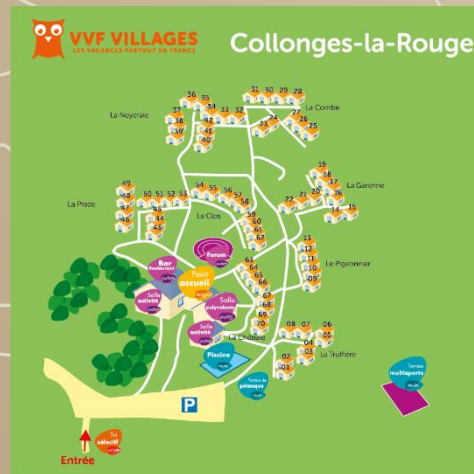 VVF VILLAGES
LES VACANCES PARTOUT EN FRANCE
Collonges-la-Rouge
31 30 29 28
La Combe
36 35
37 34 33 32
La Noyeraie
38 42
39 41
40
27
26
24 25
23
19
18
17
La Garenne
16
22 21 20
14 15
49
48 50 51 52 53
La Prade
47
46 44
43
54 55 56 57
58
La Clos
59
60
61
62
13
12
Le Pigeonnier
11
10
09
Forum
Bar
Restaurant
Point
accueil
63
64
65
66
67
68
69
70
Salle
activité
Salle
polyvalente
Salle
activité
La Chênaie
08 07 06
05
04
03
La Truffière
02
01
Piscine
Terrain de
pétanque
Terrain
multisports
P
Tri
sélectif
Entrée